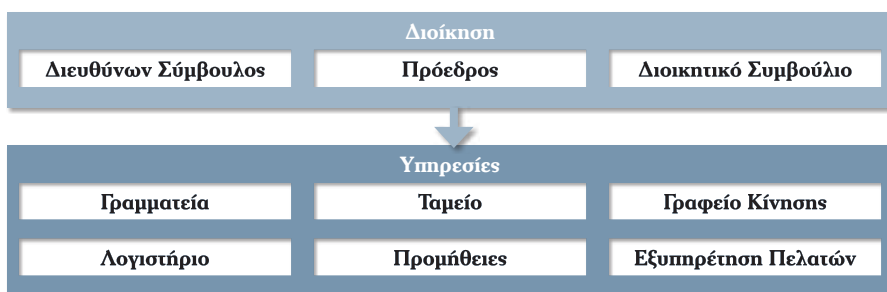 Διοίκηση
Διευθύνων Σύμβουλος Πρόεδρος Διοικητικό Συμβούλιο
Υπηρεσίες
Γραμματεία Ταμείο Γραφείο Κίνησης
Λογιστήριο Προμήθειες Εξυπηρέτηση Πελατών